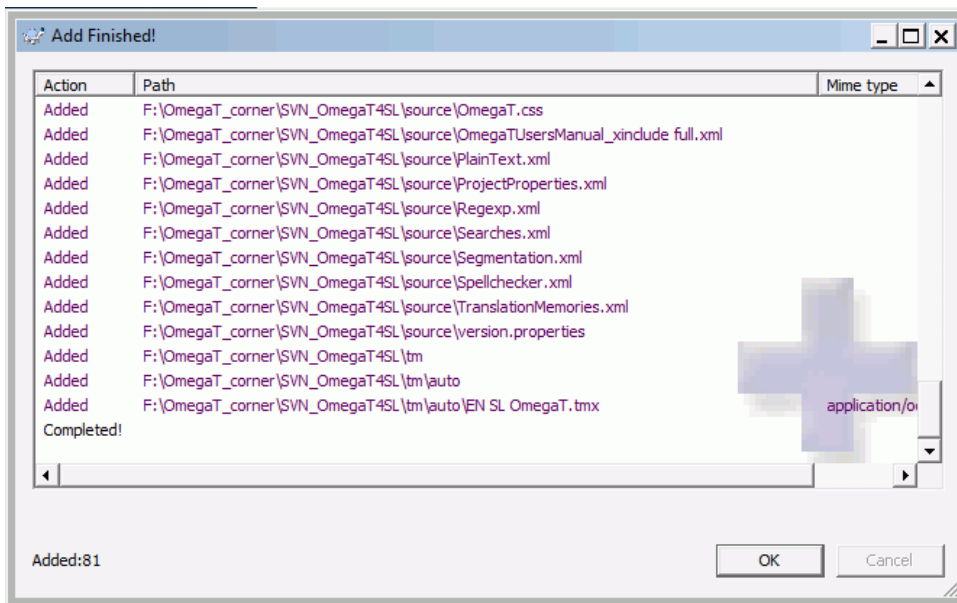 Add Finished!
Action Path Mime type
Added F:\OmegaT_corner\SVN_OmegaT4SL\source\OmegaT.css
Added F:\OmegaT_corner\SVN_OmegaT4SL\source\OmegaTUsersManual_xinclude full.xml
Added F:\OmegaT_corner\SVN_OmegaT4SL\source\PlainText.xml
Added F:\OmegaT_corner\SVN_OmegaT4SL\source\ProjectProperties.xml
Added F:\OmegaT_corner\SVN_OmegaT4SL\source\Regexp.xml
Added F:\OmegaT_corner\SVN_OmegaT4SL\source\Searches.xml
Added F:\OmegaT_corner\SVN_OmegaT4SL\source\Segmentation.xml
Added F:\OmegaT_corner\SVN_OmegaT4SL\source\Spellchecker.xml
Added F:\OmegaT_corner\SVN_OmegaT4SL\source\TranslationMemories.xml
Added F:\OmegaT_corner\SVN_OmegaT4SL\source\version.properties
Added F:\OmegaT_corner\SVN_OmegaT4SL\tm
Added F:\OmegaT_corner\SVN_OmegaT4SL\tm\auto
Added F:\OmegaT_corner\SVN_OmegaT4SL\tm\auto\EN SL OmegaT.tmx application/o
Completed!
Added:81 OK Cancel